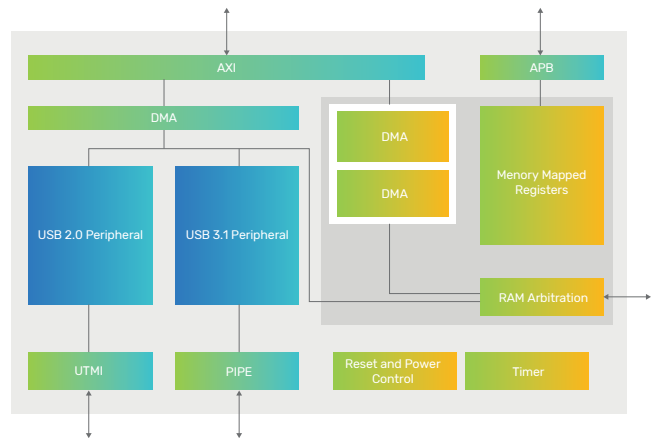 AXI
APB
DMA
DMA
DMA
Menory Mapped
Registers
USB 2.0 Peripheral
USB 3.1 Peripheral
RAM Arbitration
UTMI
PIPE
Reset and Power
Control
Timer